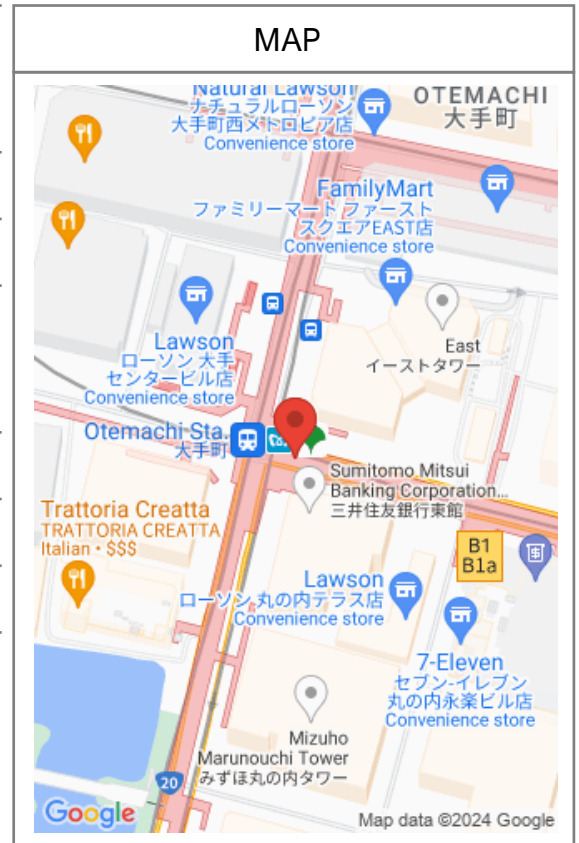 MAP
Natural Lawson
ナチュラルローソン
大手町西メトロピア店
Convenience store
OTEMACHI
大手町
FamilyMart
ファミリーマート ファースト
スクエアEAST店
Convenience store
East
イーストタワー
Lawson
ローソン 大手
センタービル店
Convenience store
Otemachi Sta.
大手町
Sumitomo Mitsui
Banking Corporation...
三井住友銀行東館
Trattoria Creatta
TRATTORIA CREATTA
Italian • $$$
B1
B1a
Lawson
ローソン 丸の内テラス店
Convenience store
7-Eleven
セブン-イレブン
丸の内永楽ビル店
Convenience store
Mizuho
Marunouchi Tower
みずほ丸の内タワー
20
Google
Map data ©2024 Google